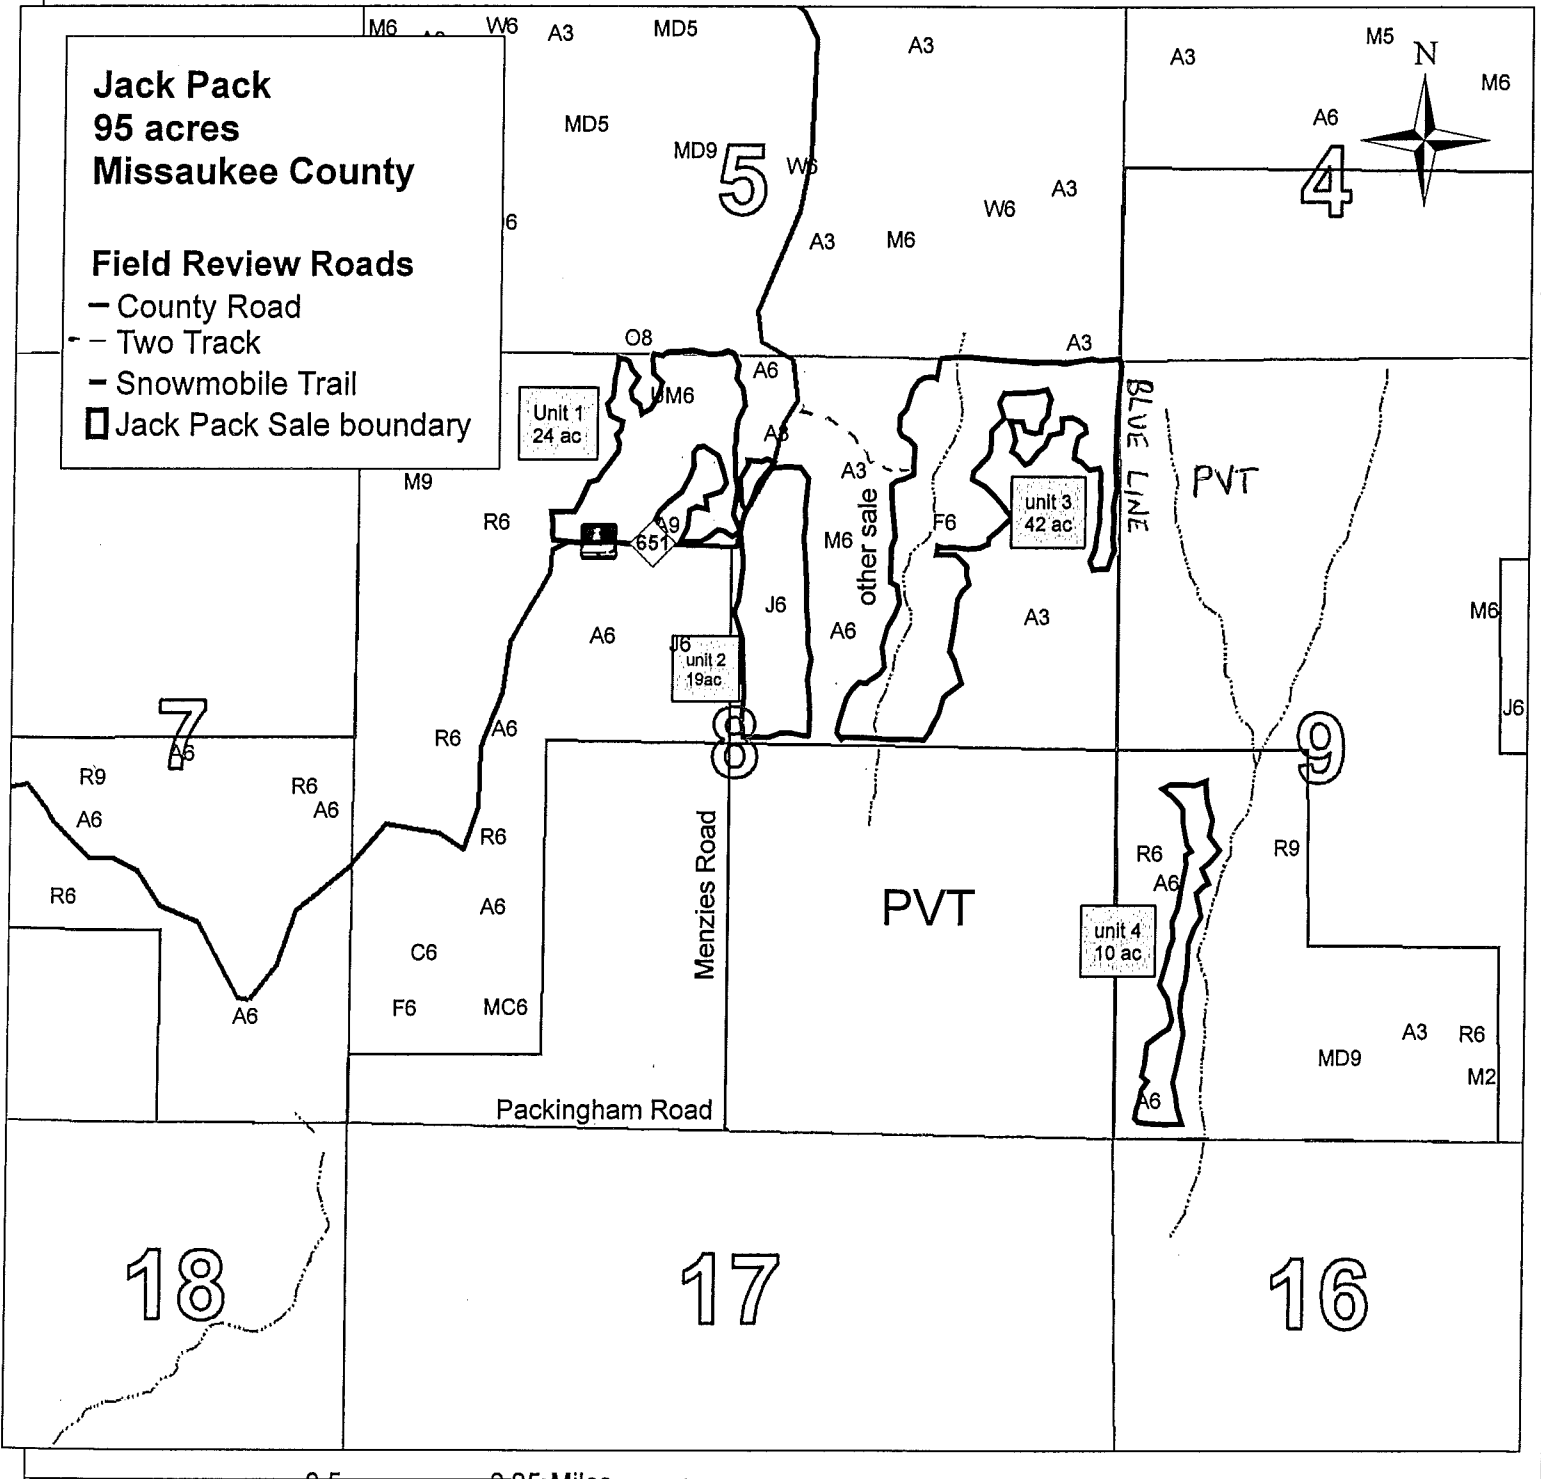 M6
W6
A3
MD5
A3
A3
M5
N
M6
Jack Pack
95 acres
Missaukee County
MD5
A6
MD9
5
W6
4
A3
W6
6
A3
M6
Field Review Roads
County Road
Two Track
Snowmobile Trail
Jack Pack Sale boundary
O8
A3
A6
UM6
Unit 1
24 ac
BLUE LINE
A3
A3
PVT
M9
other sale
R6
A9
651
M6
F6
unit 3
42 ac
J6
M6
A6
A6
A3
J6
unit 2
19ac
J6
7
A6
R6
A6
8
9
R9
R6
A6
A6
R6
Menzies Road
R6
R9
A6
R6
A6
PVT
unit 4
10 ac
C6
A6
F6
MC6
A3
R6
MD9
M2
A6
Packingham Road
18
17
16